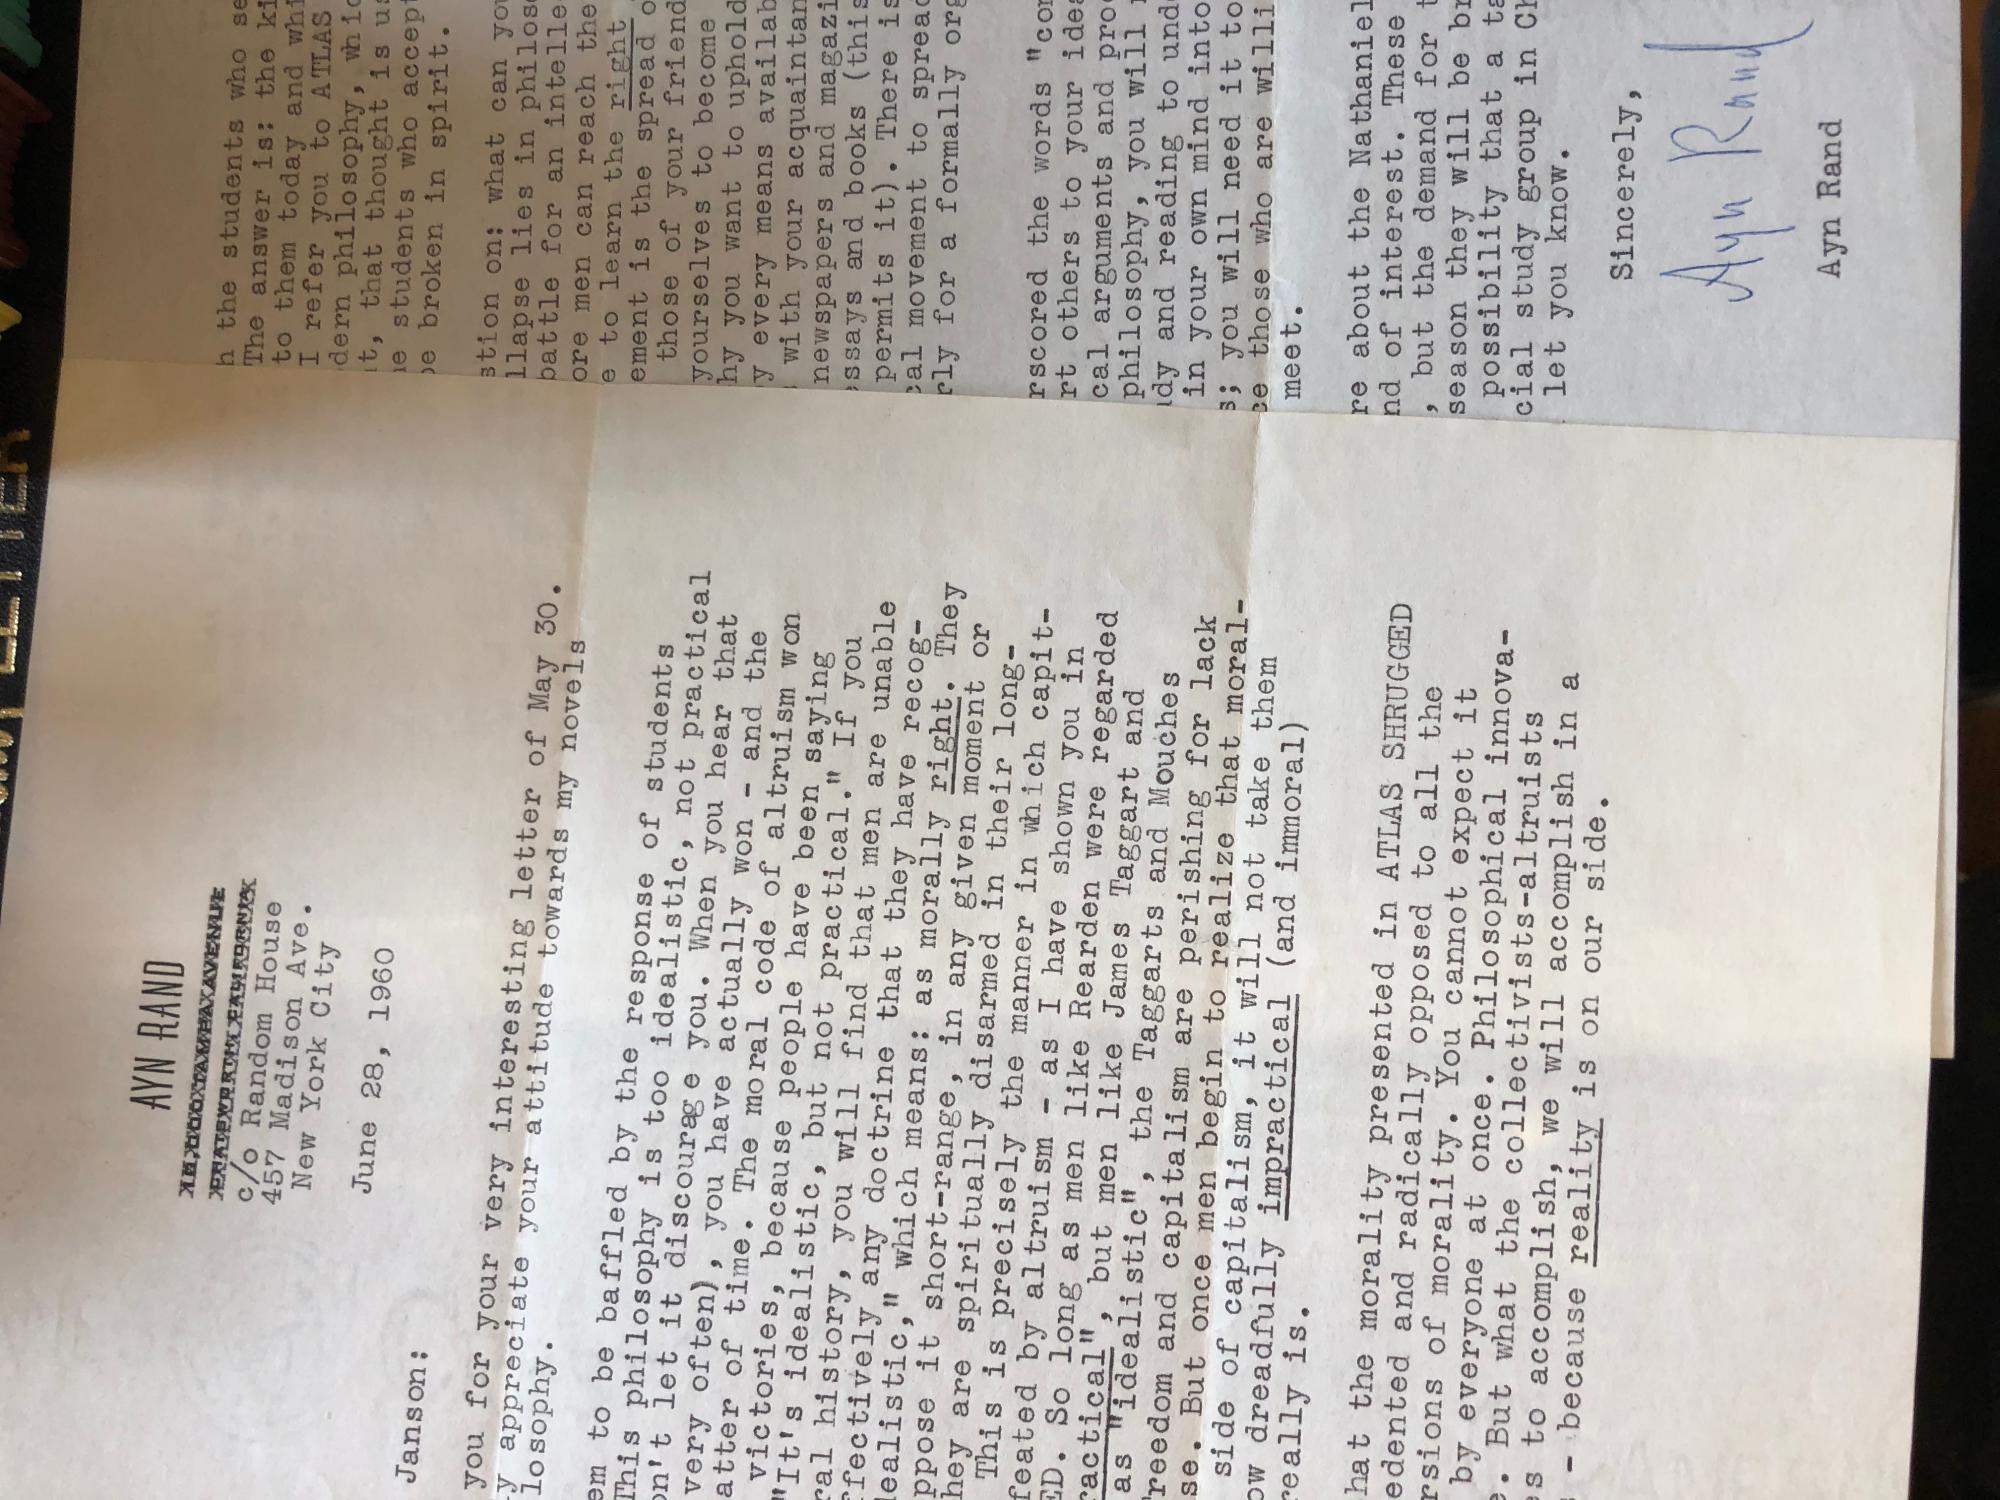 AYN RAND
c/o Random House
457 Madison Ave.
New York City
June 28, 1960
Janson:
you for your very interesting letter of May 30.
y appreciate your attitude towards my novels
losophy.
em to be baffled by the response of students
This philosophy is too idealistic, not practical
on't let it discourage you. When you hear that
very often), you have actually won - and the
atter of time. The moral code of altruism won
victories, because people have been saying
"It's idealistic, but not practical." If you
ral history, you will find that men are unable
fectively any doctrine that they have recog-
ealistic," which means: as morally right. They
ppose it short-range, in any given moment or
hey are spiritually disarmed in their long-
This is precisely the manner in which capit-
feated by altruism - as I have shown you in
ED. So long as men like Rearden were regarded
ractical", but men like James Taggart and
as "idealistic", the Taggarts and Mouches
reedom and capitalism are perishing for lack
se. But once men begin to realize that moral-
side of capitalism, it will not take them
ow dreadfully impractical (and immoral)
really is.
hat the morality presented in ATLAS SHRUGGED
edented and radically opposed to all the
rsions of morality. You cannot expect it
by everyone at once. Philosophical innova-
. But what the collectivists-altruists
es to accomplish, we will accomplish in a
- because reality is on our side.
h the students who se
The answer is: the ki
to them today and whi
I refer you to ATLAS
dern philosophy, whic
t, that thought is us
e students who accept
e broken in spirit.
stion on: what can you
llapse lies in philoso
battle for an intellec
ore men can reach the
e to learn the right
ement is the spread o
those of your friend
yourselves to become
hy you want to uphold
y every means availab
with your acquaintan
newspapers and magazi
essays and books (this
permits it). There is
cal movement to spread
rly for a formally org
rscored the words "con
rt others to your idea
cal arguments and prod
philosophy, you will n
dy and reading to unde
in your own mind into
s; you will need it to
ce those who are willi
meet.
re about the Nathaniel
nd of interest. These
, but the demand for t
season they will be br
possibility that a ta
cial study group in Ch
let you know.
Sincerely,
Ayn Rand
Ayn Rand